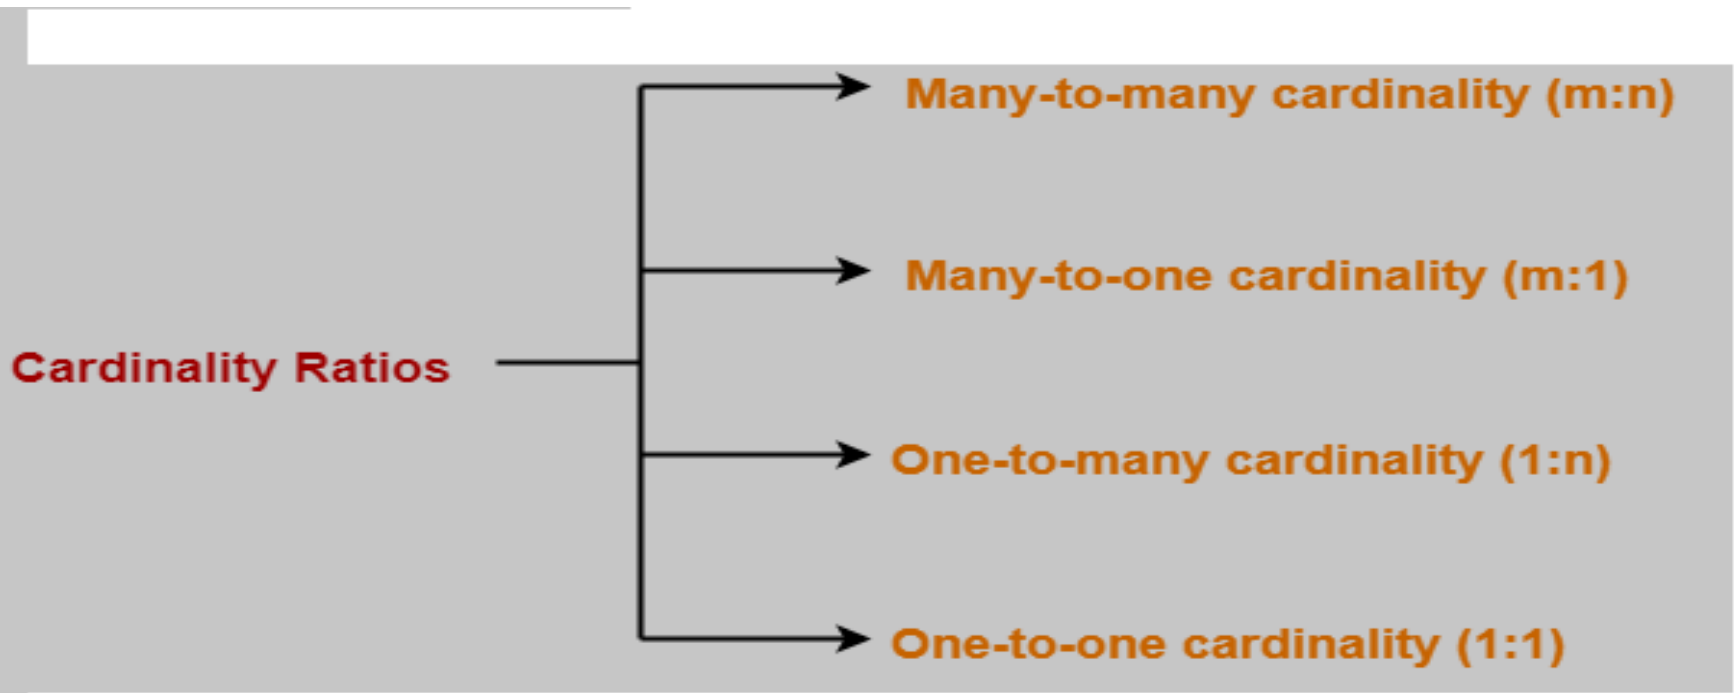 Many-to-many cardinality (m:n)
Many-to-one cardinality (m:1)
Cardinality Ratios
One-to-many cardinality (1:n)
One-to-one cardinality (1:1)